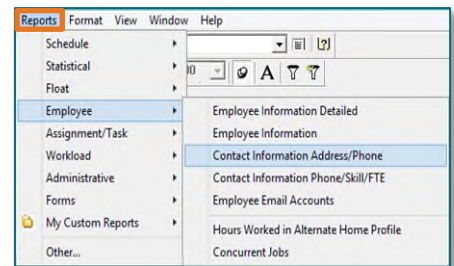 Reports Format View Window Help
Schedule
Statistical
Float
Employee
Assignment/Task
Workload
Administrative
Forms
My Custom Reports
Other...
A
Employee Information Detailed
Employee Information
Contact Information Address/Phone
Contact Information Phone/Skill/FTE
Employee Email Accounts
Hours Worked in Alternate Home Profile
Concurrent Jobs